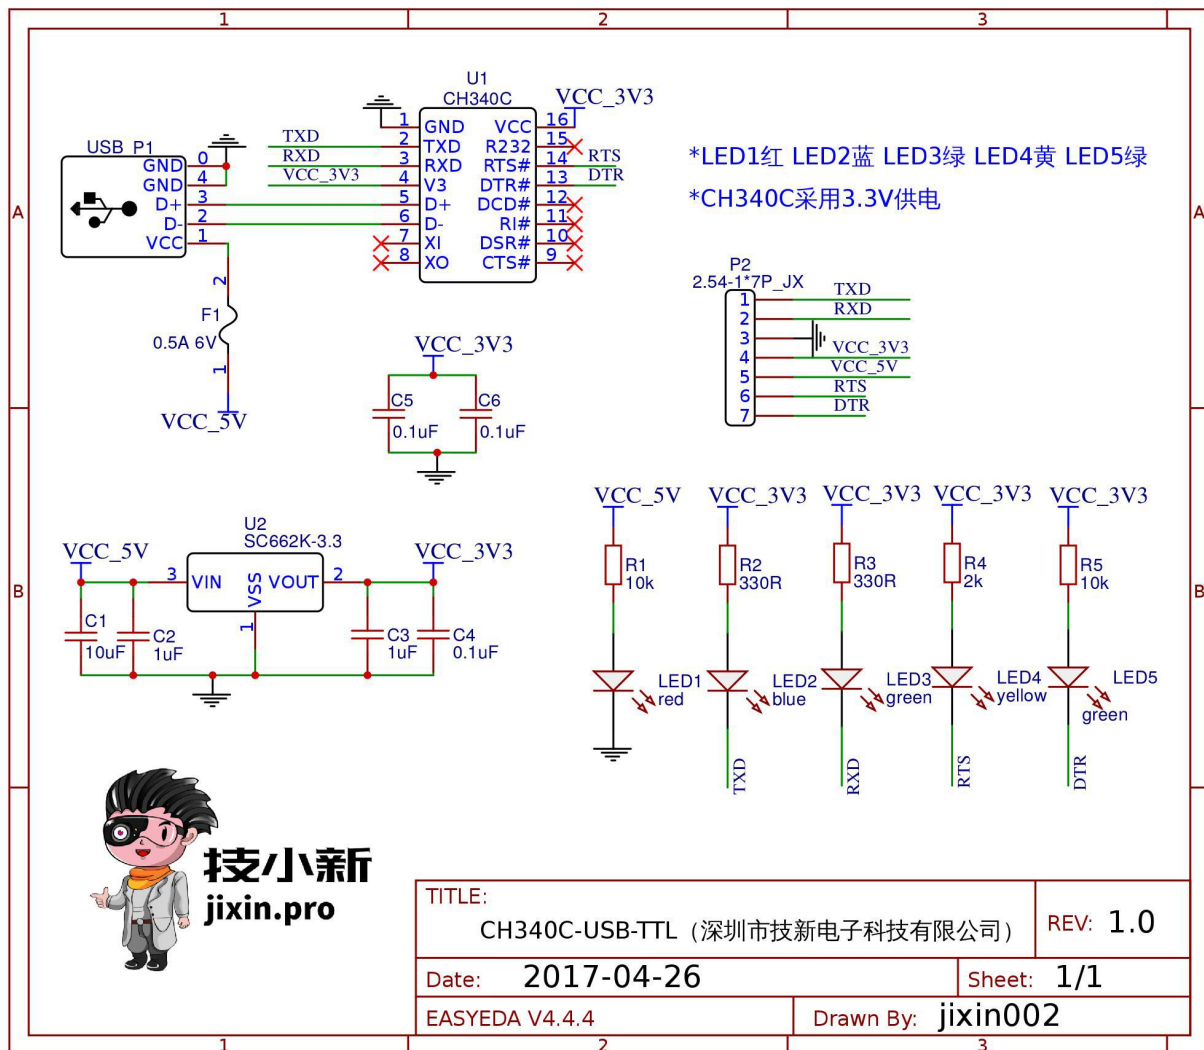 1 2 3
U1
CH340C
VCC_3V3
1 GND VCC 16
TXD 2 TXD R232 15
RXD 3 RXD RTS# 14 RTS
VCC_3V3 4 V3 DTR# 13 DTR
5 D+ DCD# 12
6 D- RI# 11
7 XI DSR# 10
8 XO CTS# 9
USB P1
GND 0
GND 4
D+ 3
D- 2
VCC 1
*LED1红 LED2蓝 LED3绿 LED4黄 LED5绿
*CH340C采用3.3V供电
A A
2
F1
0.5A 6V
1
VCC_5V
P2
2.54-1*7P_JX
1 TXD
2 RXD
3
4 VCC_3V3
5 VCC_5V
6 RTS
7 DTR
VCC_3V3
C5 C6
0.1uF 0.1uF
U2
SC662K-3.3
VCC_5V VCC_3V3
3 VIN VSS VOUT 2
1
C1
10uF
C2
1uF
C3
1uF
C4
0.1uF
B B
VCC_5V VCC_3V3 VCC_3V3 VCC_3V3 VCC_3V3
R1
10k
R2
330R
R3
330R
R4
2k
R5
10k
LED1
red
LED2
blue
LED3
green
LED4
yellow
LED5
green
TXD RXD RTS DTR
技小新
jixin.pro
TITLE:
CH340C-USB-TTL（深圳市技新电子科技有限公司）
REV: 1.0
Date: 2017-04-26
Sheet: 1/1
EASYEDA V4.4.4
Drawn By: jixin002
1 2 3